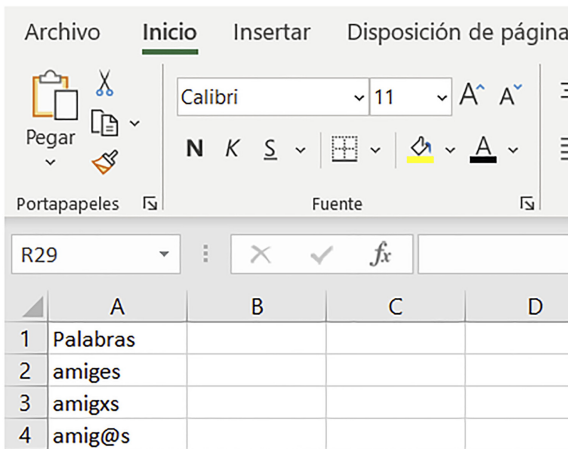 Archivo Inicio Insertar Disposición de página
Calibri 11 A A
Pegar
N K S A
Portapapeles Fuente
R29 fx
A B C D
1 Palabras
2 amiges
3 amigxs
4 amig@s